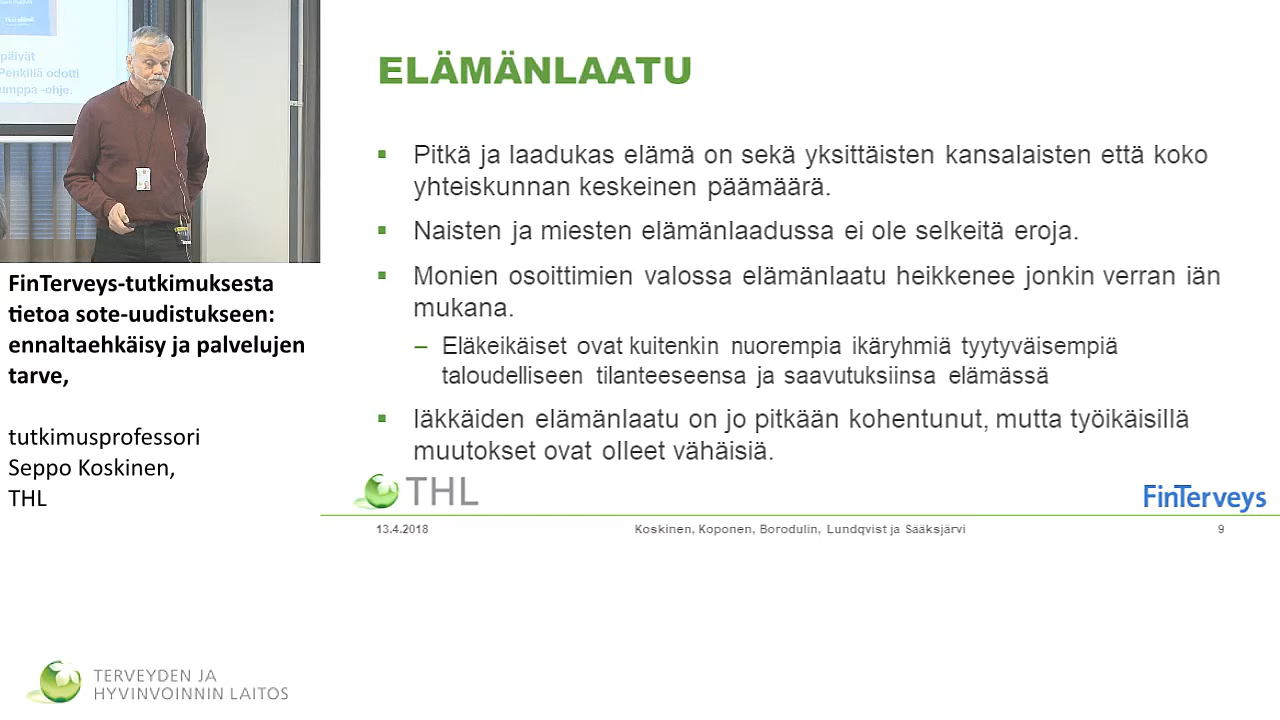 Yksi elämä
päivät
Penkillä odotti
umppa -ohje.
FinTerveys-tutkimuksesta
tietoa sote-uudistukseen:
ennaltaehkäisy ja palvelujen
tarve,
tutkimusprofessori
Seppo Koskinen,
THL
ELÄMÄNLAATU
▪ Pitkä ja laadukas elämä on sekä yksittäisten kansalaisten että koko
yhteiskunnan keskeinen päämäärä.
▪ Naisten ja miesten elämänlaadussa ei ole selkeitä eroja.
▪ Monien osoittimien valossa elämänlaatu heikkenee jonkin verran iän
mukana.
– Eläkeikäiset ovat kuitenkin nuorempia ikäryhmiä tyytyväisempiä
taloudelliseen tilanteeseensa ja saavutuksiinsa elämässä
▪ Iäkkäiden elämänlaatu on jo pitkään kohentunut, mutta työikäisillä
muutokset ovat olleet vähäisiä.
THL
FinTerveys
13.4.2018 Koskinen, Koponen, Borodulin, Lundqvist ja Sääksjärvi 9
TERVEYDEN JA
HYVINVOINNIN LAITOS